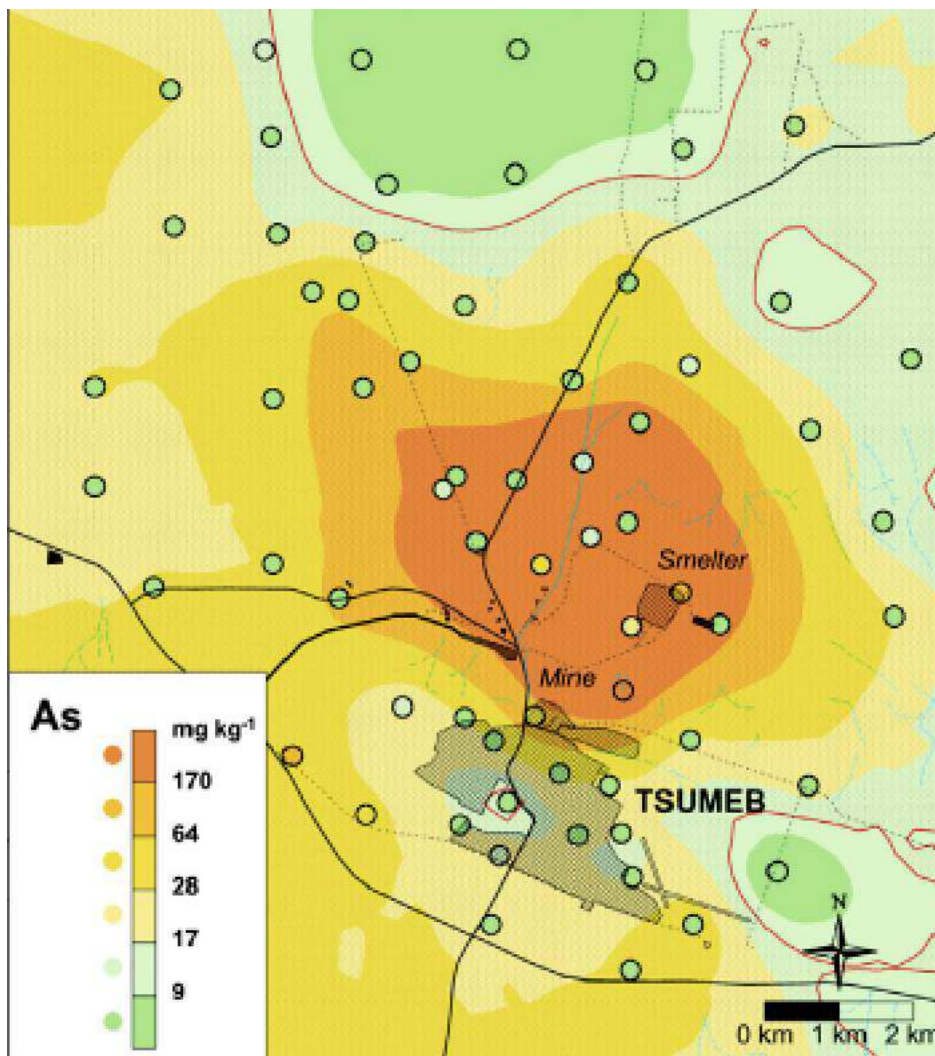 Smelter
Mine
TSUMEB
As
mg kg⁻¹
170
64
28
17
9
N
0 km 1 km 2 km